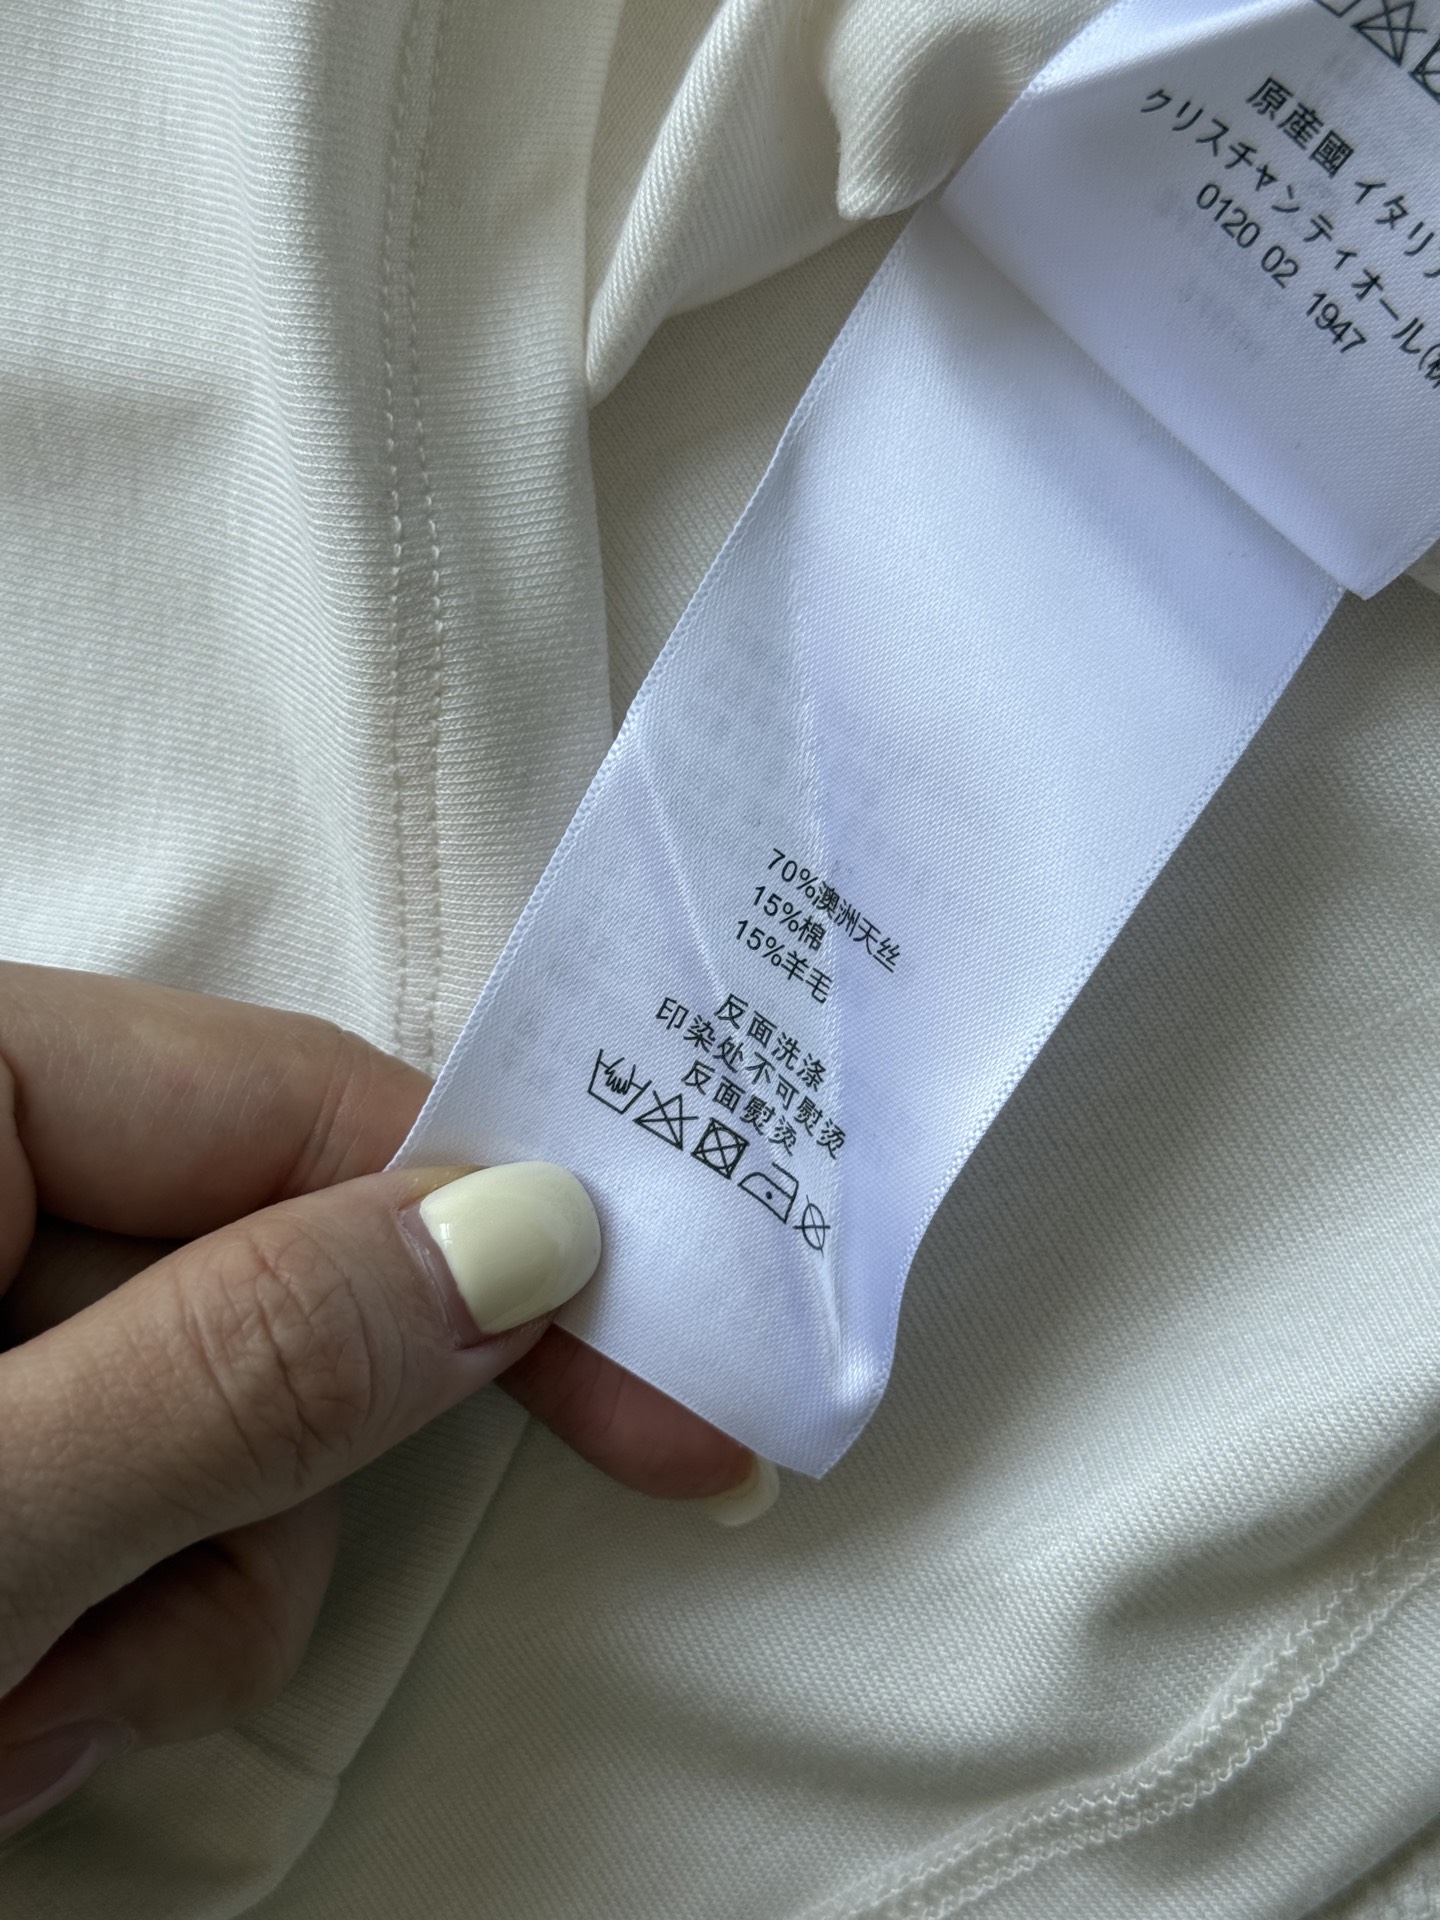 原産國 イタリア
クリスチャンディオール(株
0120 02 1947
70%澳洲天丝
15%棉
15%羊毛
反面洗涤
印染处不可熨烫
反面熨烫